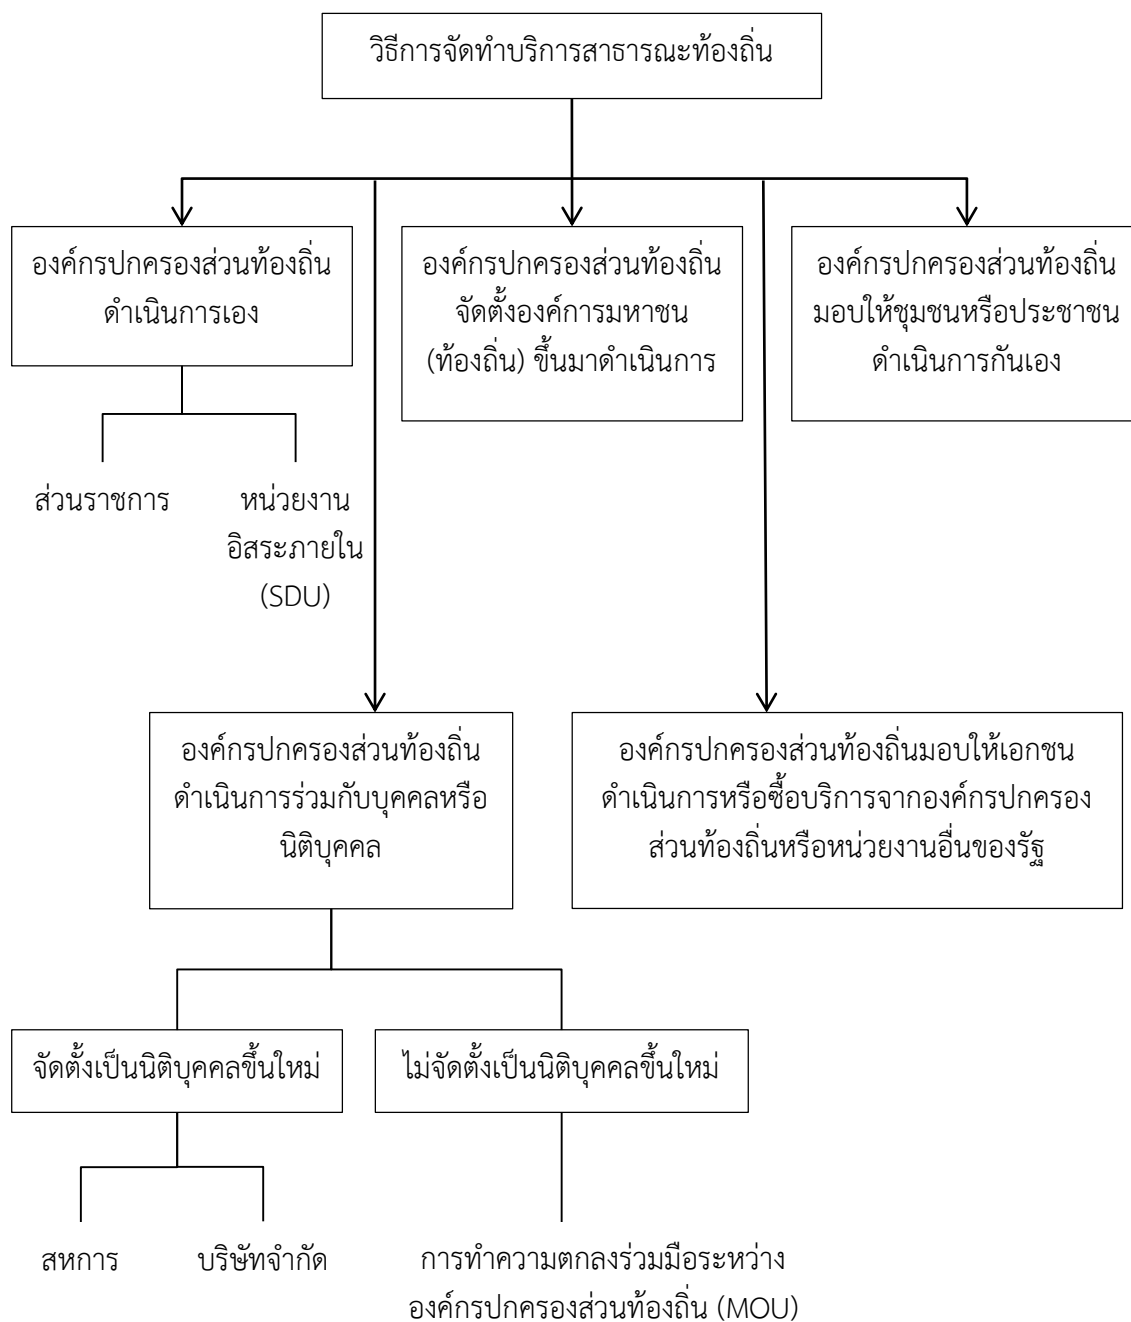 วิธีการจัดทำบริการสาธารณะท้องถิ่น
องค์กรปกครองส่วนท้องถิ่น
ดำเนินการเอง
องค์กรปกครองส่วนท้องถิ่น
จัดตั้งองค์การมหาชน
(ท้องถิ่น) ขึ้นมาดำเนินการ
องค์กรปกครองส่วนท้องถิ่น
มอบให้ชุมชนหรือประชาชน
ดำเนินการกันเอง
ส่วนราชการ
หน่วยงาน
อิสระภายใน
(SDU)
องค์กรปกครองส่วนท้องถิ่น
ดำเนินการร่วมกับบุคคลหรือ
นิติบุคคล
องค์กรปกครองส่วนท้องถิ่นมอบให้เอกชน
ดำเนินการหรือซื้อบริการจากองค์กรปกครอง
ส่วนท้องถิ่นหรือหน่วยงานอื่นของรัฐ
จัดตั้งเป็นนิติบุคคลขึ้นใหม่
ไม่จัดตั้งเป็นนิติบุคคลขึ้นใหม่
สหการ
บริษัทจำกัด
การทำความตกลงร่วมมือระหว่าง
องค์กรปกครองส่วนท้องถิ่น (MOU)